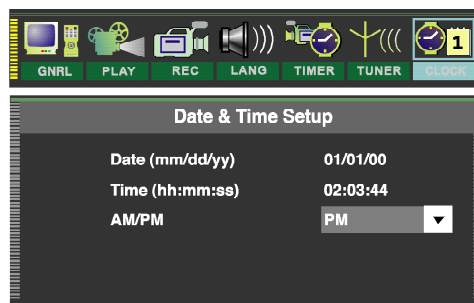 GNRL PLAY REC LANG TIMER TUNER CLOCK
1
Date & Time Setup
Date (mm/dd/yy) 01/01/00
Time (hh:mm:ss) 02:03:44
AM/PM PM